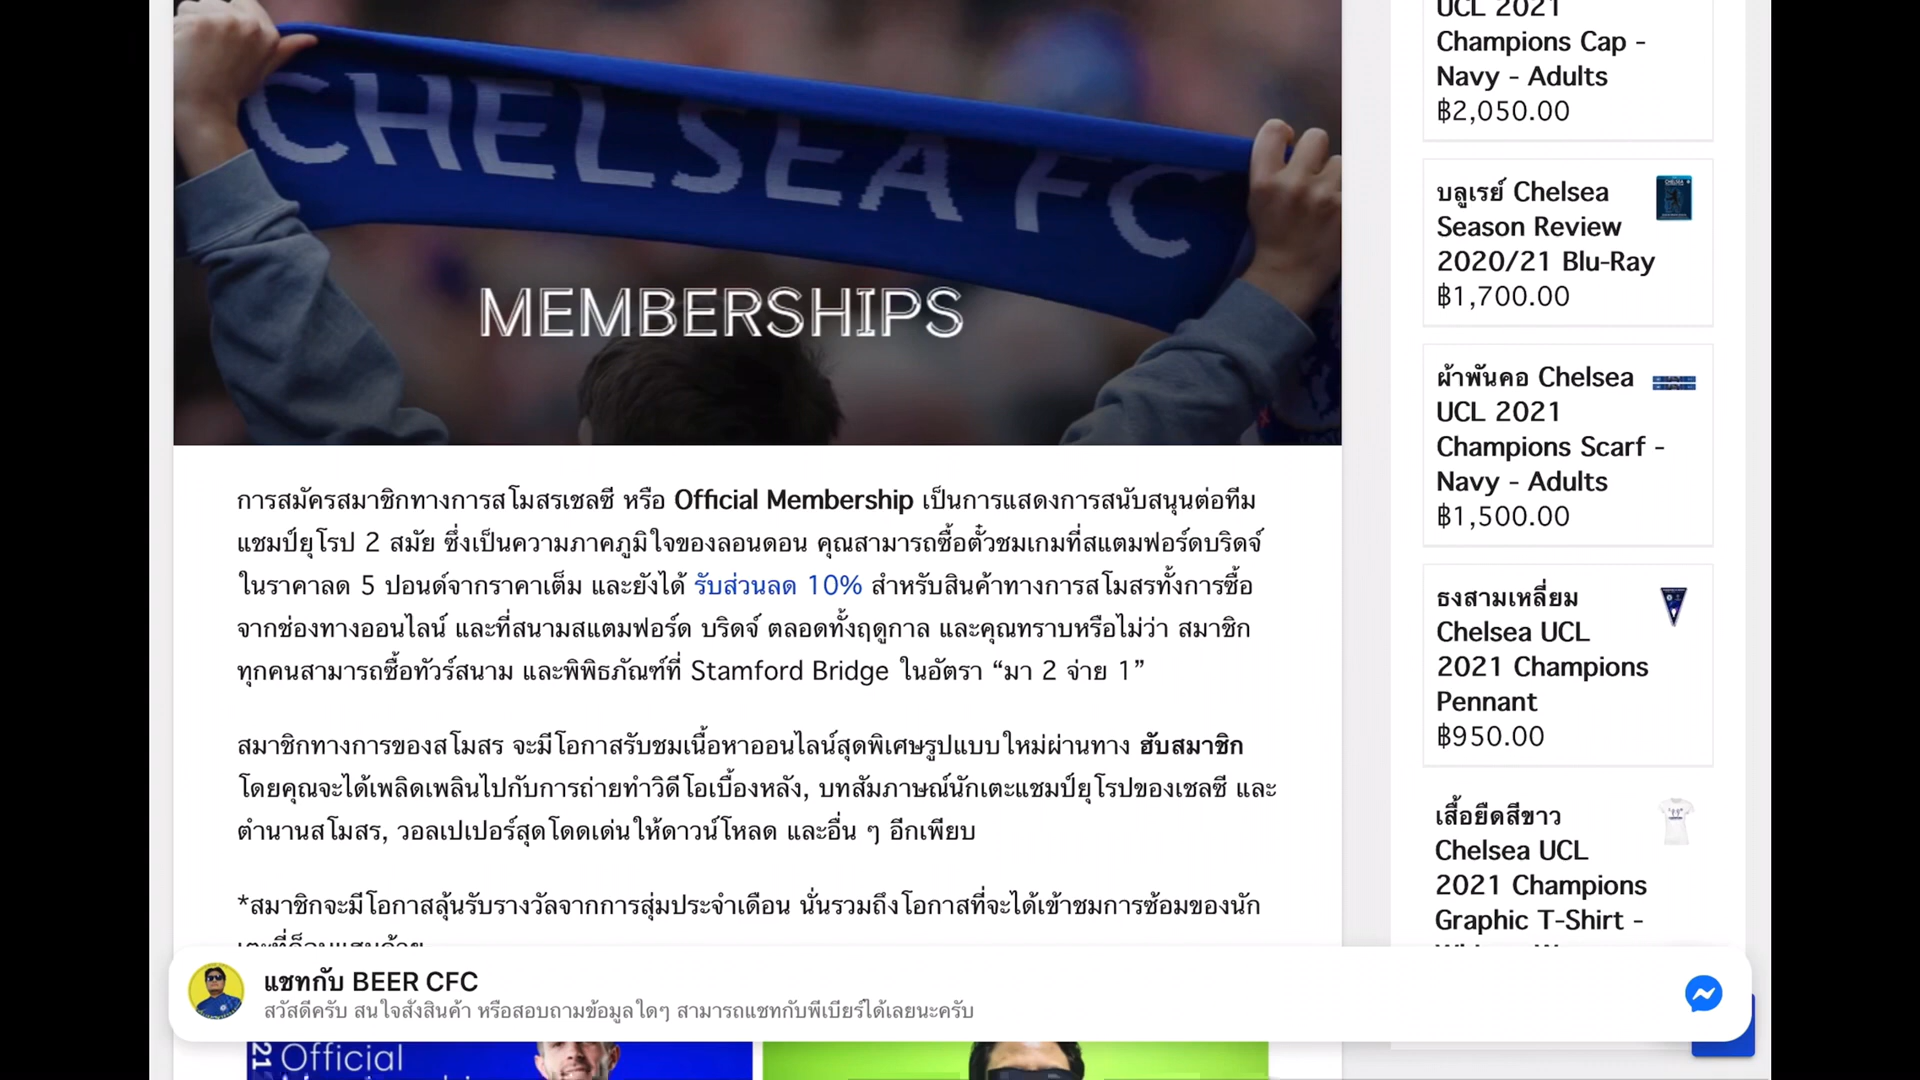 CHELSEA FC
MEMBERSHIPS
การสมัครสมาชิกทางการสโมสรเชลซี หรือ Official Membership เป็นการแสดงการสนับสนุนต่อทีม
แชมป์ยุโรป 2 สมัย ซึ่งเป็นความภาคภูมิใจของลอนดอน คุณสามารถซื้อตั๋วชมเกมที่สแตมฟอร์ดบริดจ์
ในราคาลด 5 ปอนด์จากราคาเต็ม และยังได้ รับส่วนลด 10% สำหรับสินค้าทางการสโมสรทั้งการซื้อ
จากช่องทางออนไลน์ และที่สนามสแตมฟอร์ด บริดจ์ ตลอดทั้งฤดูกาล และคุณทราบหรือไม่ว่า สมาชิก
ทุกคนสามารถซื้อทัวร์สนาม และพิพิธภัณฑ์ที่ Stamford Bridge ในอัตรา “มา 2 จ่าย 1”
สมาชิกทางการของสโมสร จะมีโอกาสรับชมเนื้อหาออนไลน์สุดพิเศษรูปแบบใหม่ผ่านทาง ฮับสมาชิก
โดยคุณจะได้เพลิดเพลินไปกับการถ่ายทำวิดีโอเบื้องหลัง, บทสัมภาษณ์นักเตะแชมป์ยุโรปของเชลซี และ
ตำนานสโมสร, วอลเปเปอร์สุดโดดเด่นให้ดาวน์โหลด และอื่น ๆ อีกเพียบ
*สมาชิกจะมีโอกาสลุ้นรับรางวัลจากการสุ่มประจำเดือน นั่นรวมถึงโอกาสที่จะได้เข้าชมการซ้อมของนัก
UCL 2021
Champions Cap -
Navy - Adults
฿2,050.00
บลูเรย์ Chelsea
Season Review
2020/21 Blu-Ray
฿1,700.00
ผ้าพันคอ Chelsea
UCL 2021
Champions Scarf -
Navy - Adults
฿1,500.00
ธงสามเหลี่ยม
Chelsea UCL
2021 Champions
Pennant
฿950.00
เสื้อยืดสีขาว
Chelsea UCL
2021 Champions
Graphic T-Shirt -
แชทกับ BEER CFC
สวัสดีครับ สนใจสั่งสินค้า หรือสอบถามข้อมูลใดๆ สามารถแชทกับพี่เบียร์ได้เลยนะครับ
21 Official